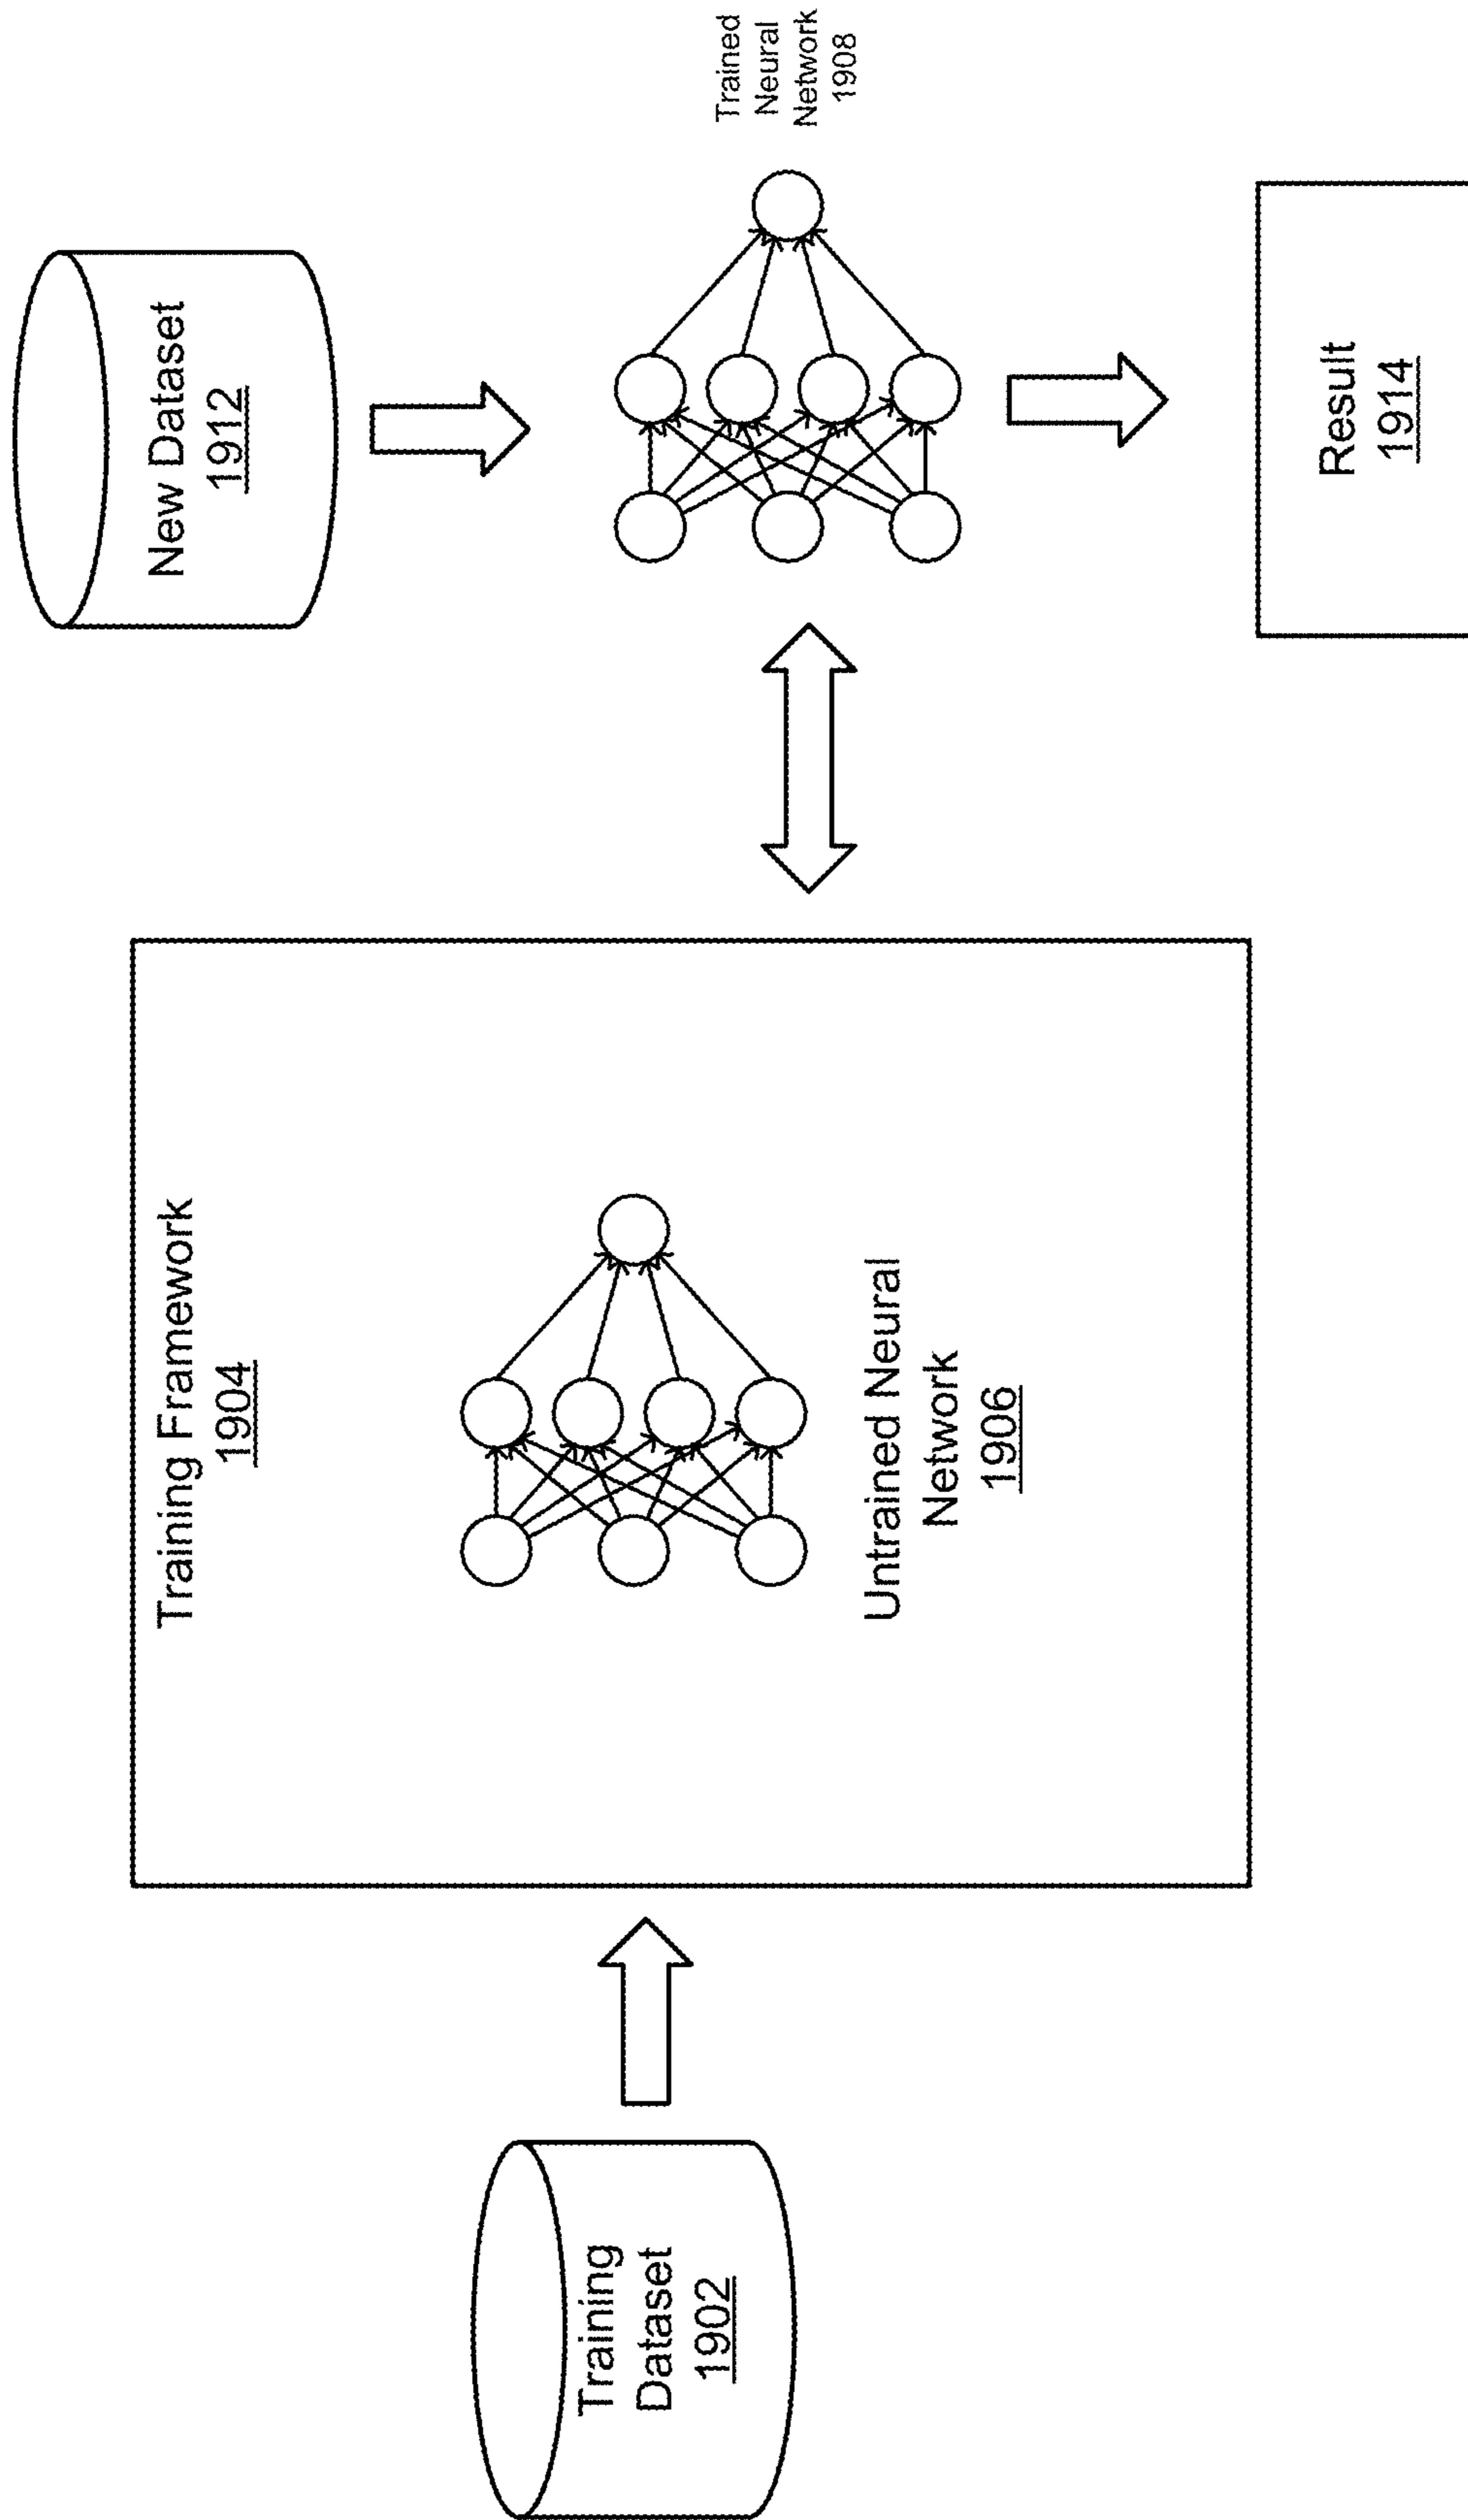 Training
Dataset
1902
Training Framework
1904
Untrained Neural
Network
1906
New Dataset
1912
Trained
Neural
Network
1908
Result
1914